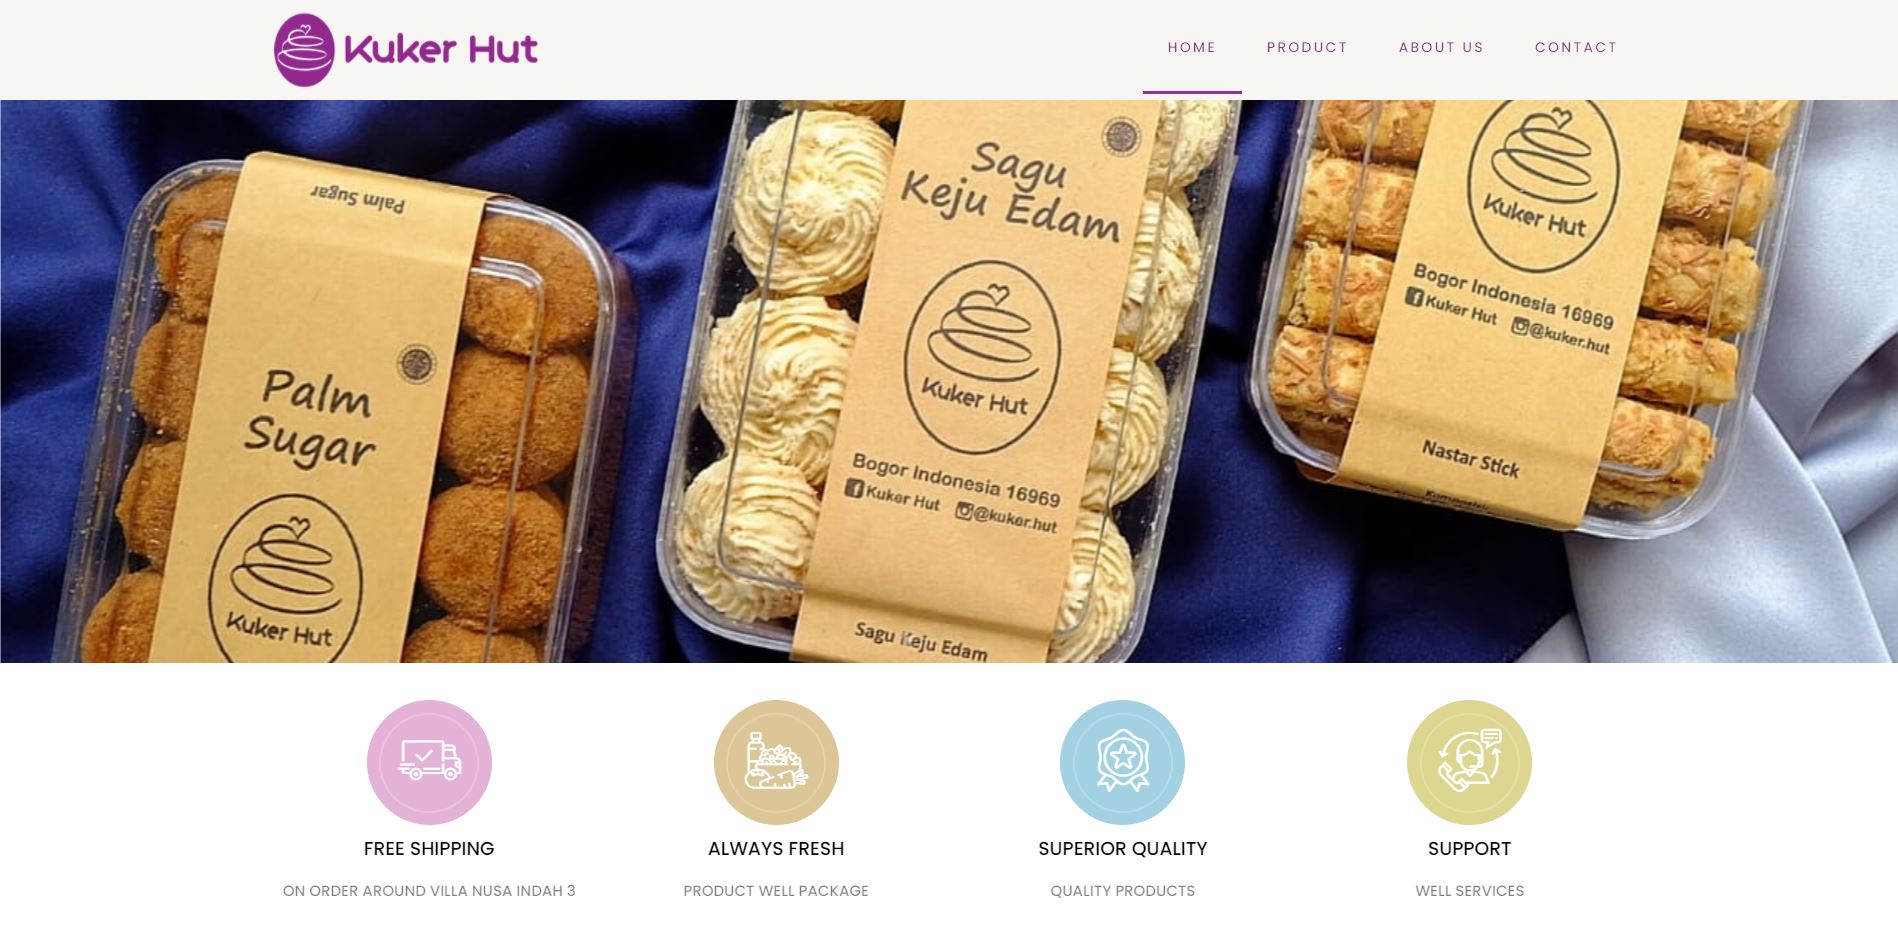 Kuker Hut
HOME
PRODUCT
ABOUT US
CONTACT
Palm Sugar
Palm
Sugar
Kuker Hut
Sagu
Keju Edam
Kuker Hut
Bogor Indonesia 16969
Kuker Hut @kuker.hut
Sagu Keju Edam
Kuker Hut
Bogor Indonesia 16969
Kuker Hut @kuker.hut
Nastar Stick
FREE SHIPPING
ON ORDER AROUND VILLA NUSA INDAH 3
ALWAYS FRESH
PRODUCT WELL PACKAGE
SUPERIOR QUALITY
QUALITY PRODUCTS
SUPPORT
WELL SERVICES